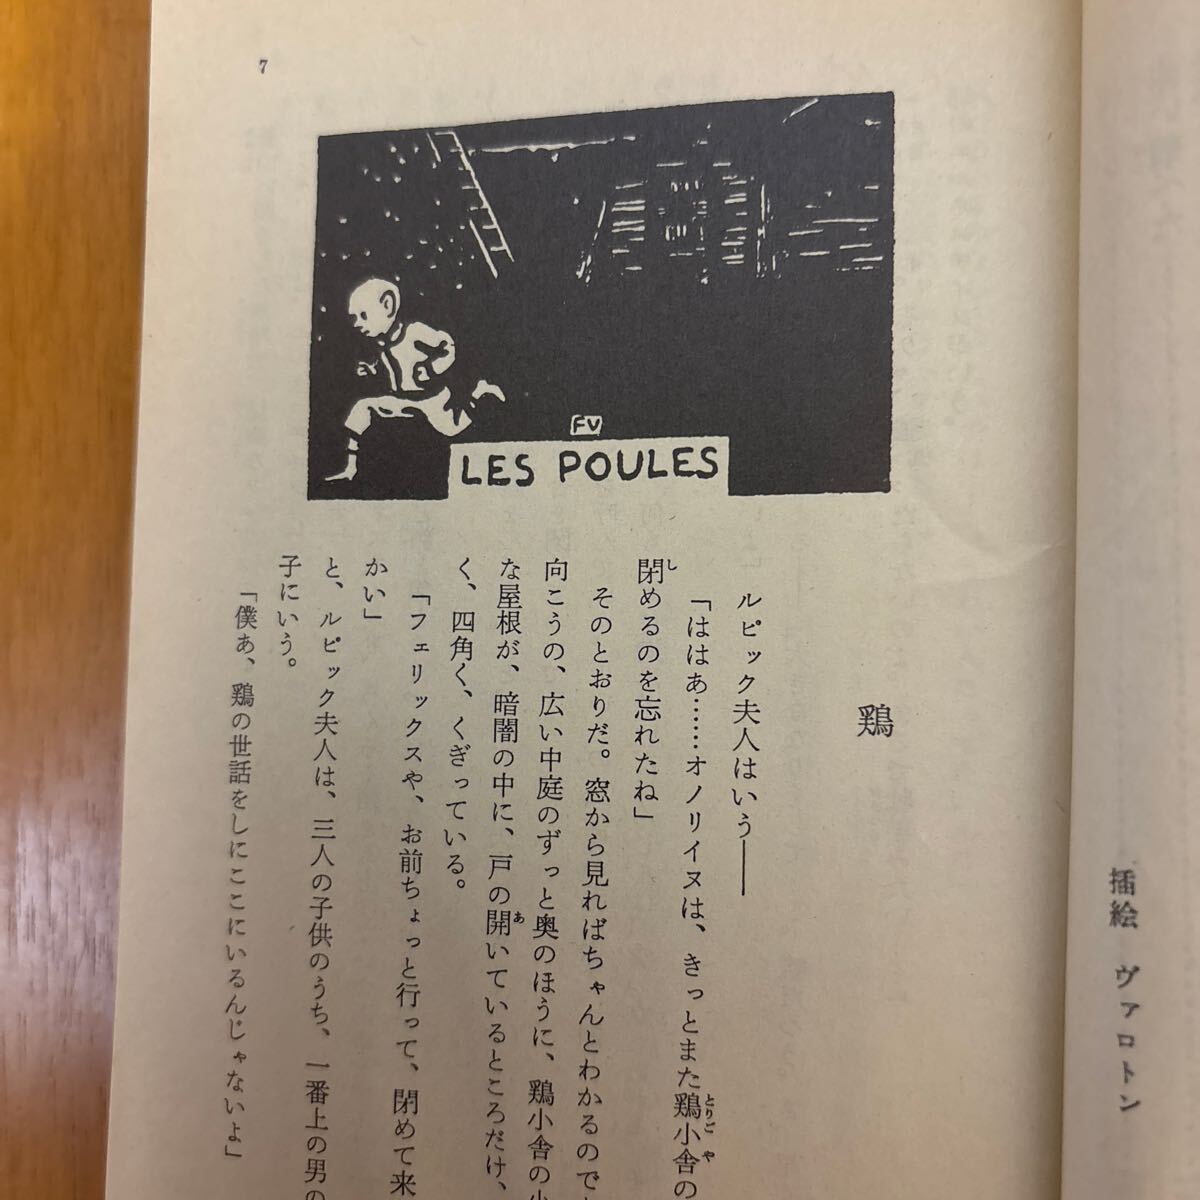 挿絵 ヴァロトン
7
FV
LES POULES
鶏
ルピック夫人はいう――
「ははあ……オノリイヌは、きっとまた鶏小舎の
とりごや
閉めるのを忘れたね」
し
そのとおりだ。窓から見ればちゃんとわかるので
向こうの、広い中庭のずっと奥のほうに、鶏小舎の小
な屋根が、暗闇の中に、戸の開いているところだけ、
あ
く、四角く、くぎっている。
「フェリックスや、お前ちょっと行って、閉めて来
かい」
と、ルピック夫人は、三人の子供のうち、一番上の男の
子にいう。
「僕あ、鶏の世話をしにここにいるんじゃないよ」